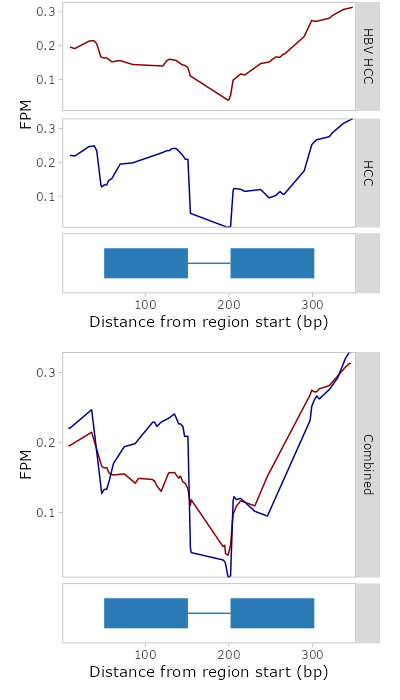 0.3
0.2
0.1
HBV HCC
FPM
0.3
0.2
0.1
HCC
100
200
300
Distance from region start (bp)
0.3
0.2
0.1
FPM
Combined
100
200
300
Distance from region start (bp)